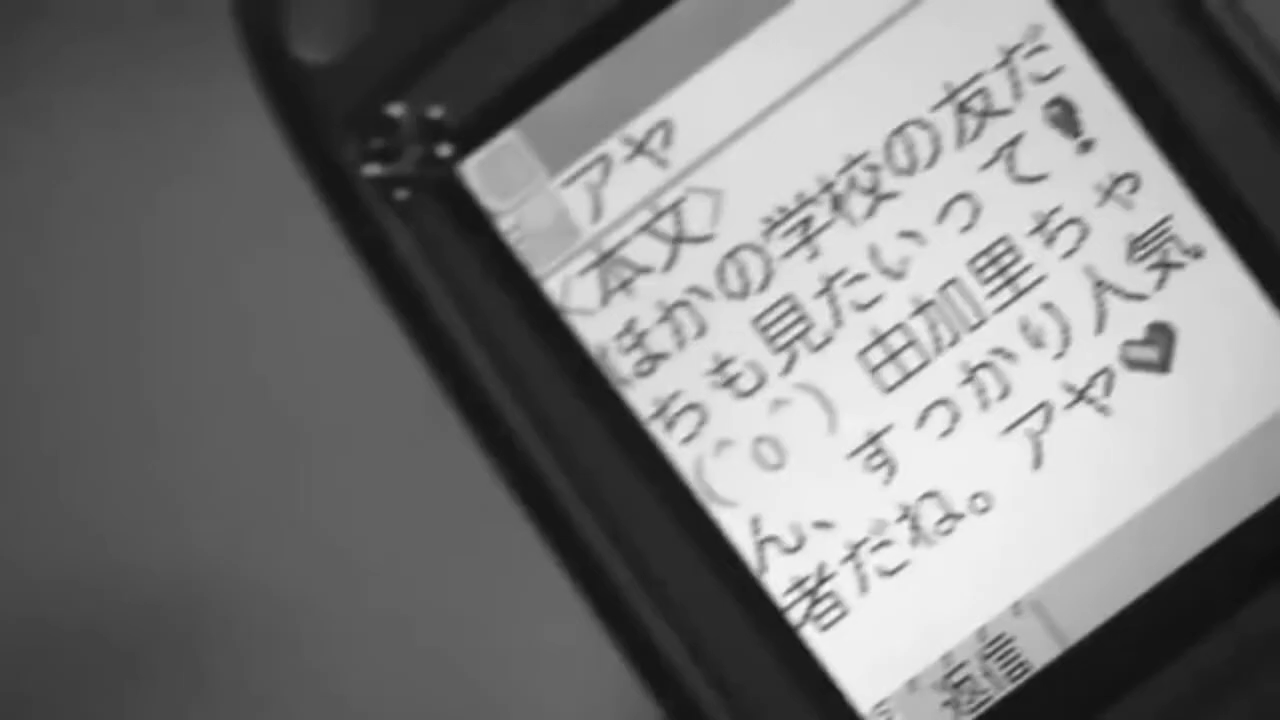 アヤ
〈本文〉
ほかの学校の友だ
ちも見たいって❢
(^o^) 由加里ちゃ
ん、すっかり人気
者だね。アヤ♥
返信